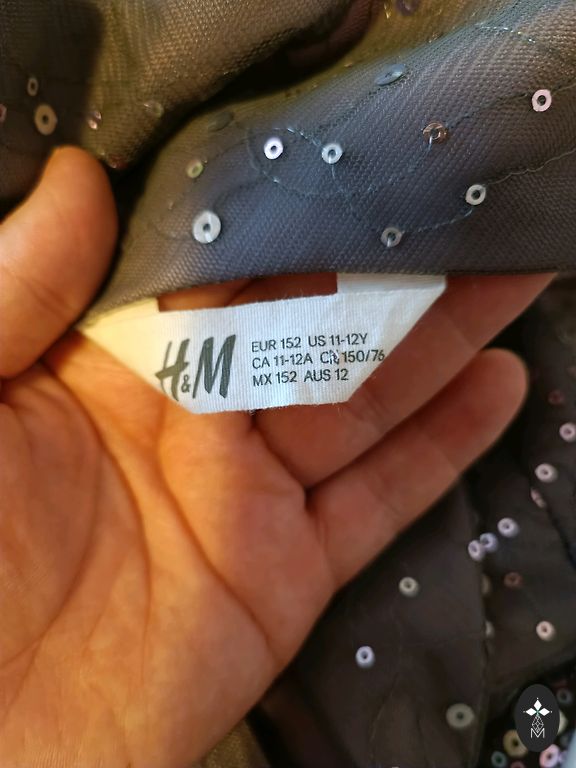 H&M
EUR 152 US 11-12Y
CA 11-12A CN 150/76
MX 152 AUS 12